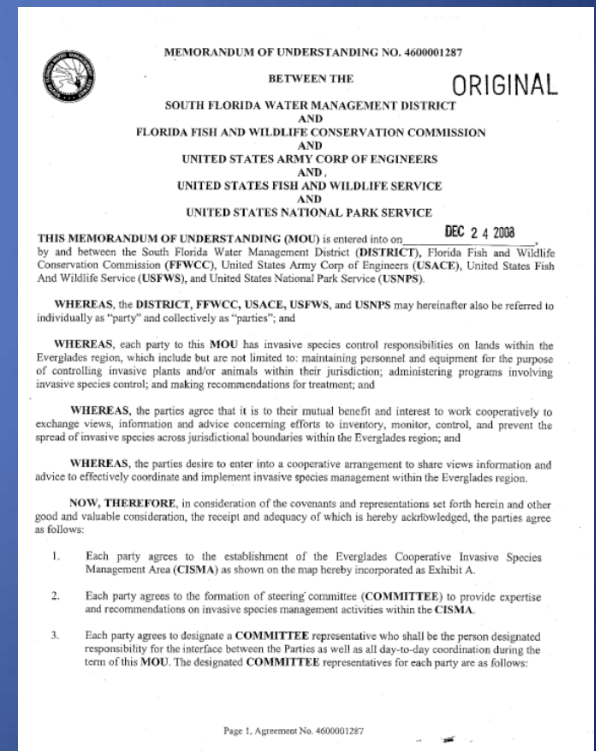 MEMORANDUM OF UNDERSTANDING NO. 4600001287
BETWEEN THE
ORIGINAL
SOUTH FLORIDA WATER MANAGEMENT DISTRICT
AND
FLORIDA FISH AND WILDLIFE CONSERVATION COMMISSION
AND
UNITED STATES ARMY CORP OF ENGINEERS
AND
UNITED STATES FISH AND WILDLIFE SERVICE
AND
UNITED STATES NATIONAL PARK SERVICE
THIS MEMORANDUM OF UNDERSTANDING (MOU) is entered into on DEC 24 2008,
by and between the South Florida Water Management District (DISTRICT), Florida Fish and Wildlife
Conservation Commission (FFWCC), United States Army Corp of Engineers (USACE), United States Fish
And Wildlife Service (USFWS), and United States National Park Service (USNPS).
WHEREAS, the DISTRICT, FFWCC, USACE, USFWS, and USNPS may hereinafter also be referred to
individually as "party" and collectively as "parties"; and
WHEREAS, each party to this MOU has invasive species control responsibilities on lands within the
Everglades region, which include but are not limited to: maintaining personnel and equipment for the purpose
of controlling invasive plants and/or animals within their jurisdiction; administering programs involving
invasive species control; and making recommendations for treatment; and
WHEREAS, the parties agree that it is to their mutual benefit and interest to work cooperatively to
exchange views, information and advice concerning efforts to inventory, monitor, control, and prevent the
spread of invasive species across jurisdictional boundaries within the Everglades region; and
WHEREAS, the parties desire to enter into a cooperative arrangement to share views information and
advice to effectively coordinate and implement invasive species management within the Everglades region.
NOW, THEREFORE, in consideration of the covenants and representations set forth herein and other
good and valuable consideration, the receipt and adequacy of which is hereby acknowledged, the parties agree
as follows:
1. Each party agrees to the establishment of the Everglades Cooperative Invasive Species
Management Area (CISMA) as shown on the map hereby incorporated as Exhibit A.
2. Each party agrees to the formation of steering committee (COMMITTEE) to provide expertise
and recommendations on invasive species management activities within the CISMA.
3. Each party agrees to designate a COMMITTEE representative who shall be the person designated
responsibility for the interface between the Parties as well as all day-to-day coordination during the
term of this MOU. The designated COMMITTEE representatives for each party are as follows:
Page 1, Agreement No. 4600001287